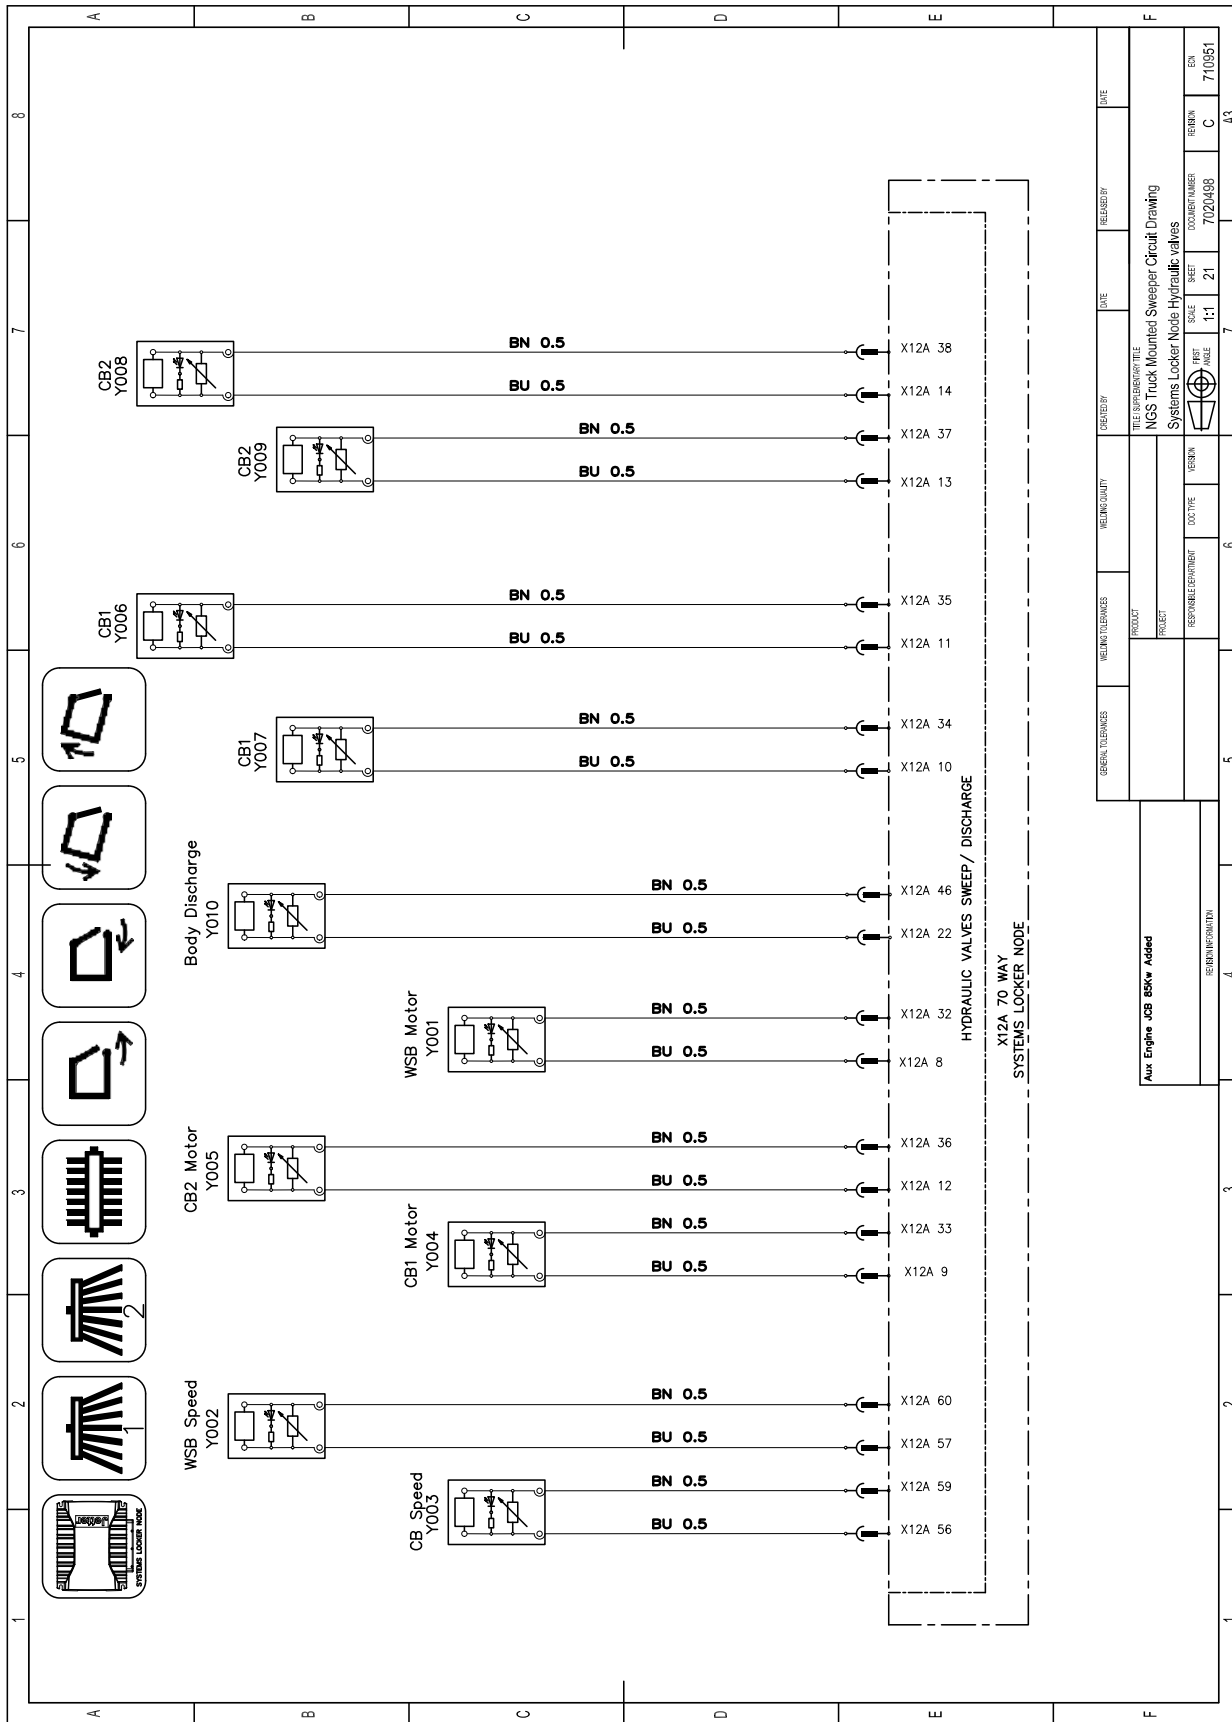 1 2 3 4 5 6 7 8
A B C D E F
CB2
Y008
CB2
Y009
CB1
Y006
CB1
Y007
Body Discharge
Y010
WSB Motor
Y001
CB2 Motor
Y005
CB1 Motor
Y004
WSB Speed
Y002
CB Speed
Y003
1
2
Jetter
SYSTEMS LOCKER NODE
BN 0.5
BU 0.5
BN 0.5
BU 0.5
BN 0.5
BU 0.5
BN 0.5
BU 0.5
BN 0.5
BU 0.5
BN 0.5
BU 0.5
BN 0.5
BU 0.5
BN 0.5
BU 0.5
BN 0.5
BU 0.5
BN 0.5
BU 0.5
X12A 38
X12A 14
X12A 37
X12A 13
X12A 35
X12A 11
X12A 34
X12A 10
X12A 46
X12A 22
X12A 32
X12A 8
X12A 36
X12A 12
X12A 33
X12A 9
X12A 60
X12A 57
X12A 59
X12A 56
HYDRAULIC VALVES SWEEP/ DISCHARGE
X12A 70 WAY
SYSTEMS LOCKER NODE
Aux Engine JCB 85Kw Added
REVISION INFORMATION
GENERAL TOLERANCES
WELDING TOLERANCES
WELDING QUALITY
CREATED BY
DATE
RELEASED BY
DATE
PRODUCT
PROJECT
TITLE / SUPPLEMENTARY TITLE
NGS Truck Mounted Sweeper Circuit Drawing
Systems Locker Node Hydraulic valves
RESPONSIBLE DEPARTMENT
DOC TYPE
VERSION
FIRST
ANGLE
SCALE
1:1
SHEET
21
DOCUMENT NUMBER
7020498
REVISION
C
ECN
710951
A B C D E F
1 2 3 4 5 6 7 A3